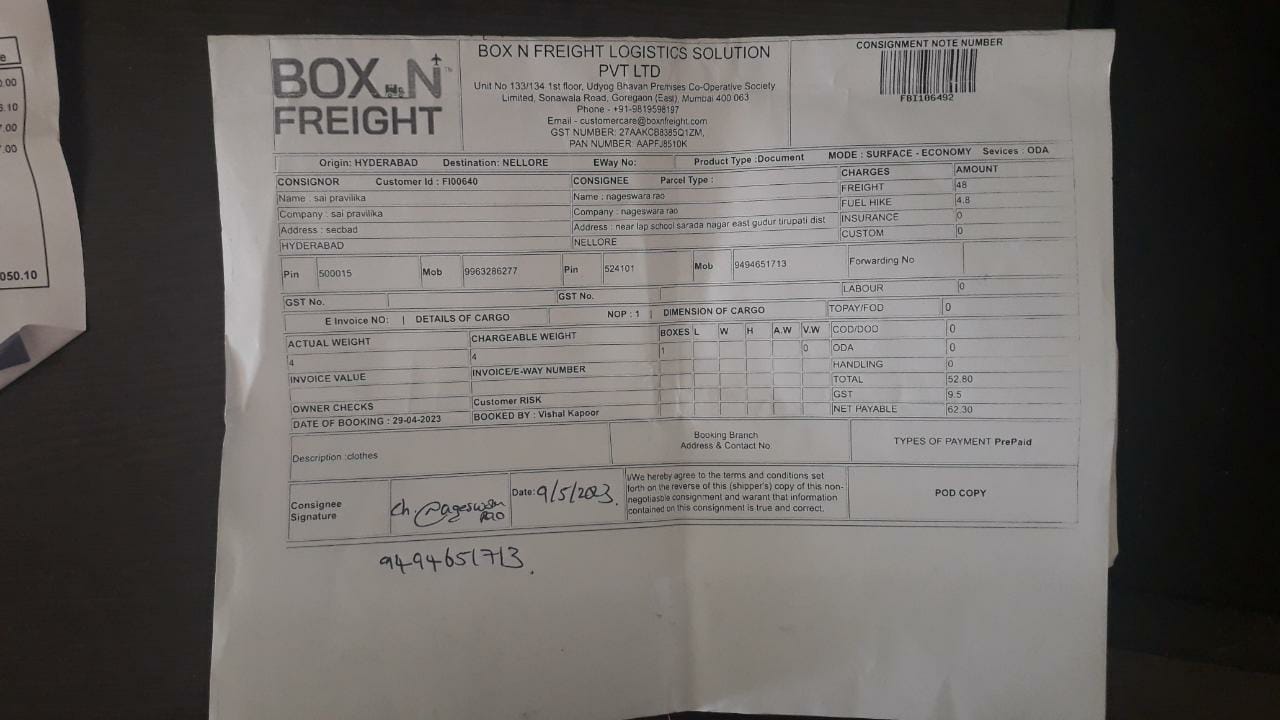 e
0.00
6.10
7.00
.00
050.10
BOX N FREIGHT
BOX N FREIGHT LOGISTICS SOLUTION
PVT LTD
Unit No 133/134 1st floor, Udyog Bhavan Premises Co-Operative Society
Limited, Sonawala Road, Goregaon (East), Mumbai 400 063
Phone - +91-9819598197
Email - customercare@boxnfreight.com
GST NUMBER: 27AAKCB8385Q1ZM,
PAN NUMBER: AAPFJ8510K
CONSIGNMENT NOTE NUMBER
FBI106492
Origin: HYDERABAD Destination: NELLORE EWay No: Product Type :Document MODE : SURFACE - ECONOMY Sevices : ODA
CONSIGNOR Customer Id : FI00640 CONSIGNEE Parcel Type : CHARGES AMOUNT
Name : sai pravilika Name : nageswara rao FREIGHT 48
Company : sai pravilika Company : nageswara rao FUEL HIKE 4.8
Address : secbad Address : near lap school sarada nagar east gudur tirupati dist INSURANCE 0
HYDERABAD NELLORE CUSTOM 0
Pin 500015 Mob 9963286277 Pin 524101 Mob 9494651713 Forwarding No
GST No. GST No. LABOUR 0
E Invoice NO: | DETAILS OF CARGO NOP : 1 | DIMENSION OF CARGO TOPAY/FOD 0
ACTUAL WEIGHT CHARGEABLE WEIGHT BOXES L W H A.W V.W COD/DOD 0
4 4 1 0 ODA 0
HANDLING 0
INVOICE VALUE INVOICE/E-WAY NUMBER TOTAL 52.80
GST 9.5
OWNER CHECKS Customer RISK NET PAYABLE 62.30
DATE OF BOOKING : 29-04-2023 BOOKED BY : Vishal Kapoor
Description :clothes
Booking Branch
Address & Contact No.
TYPES OF PAYMENT PrePaid
Consignee
Signature
ch. Nageswara
Rao
Date: 9/5/2023.
I/We hereby agree to the terms and conditions set
forth on the reverse of this (shipper's) copy of this non-
negotiasble consignment and warant that information
contained on this consignment is true and correct.
POD COPY
9494651713.